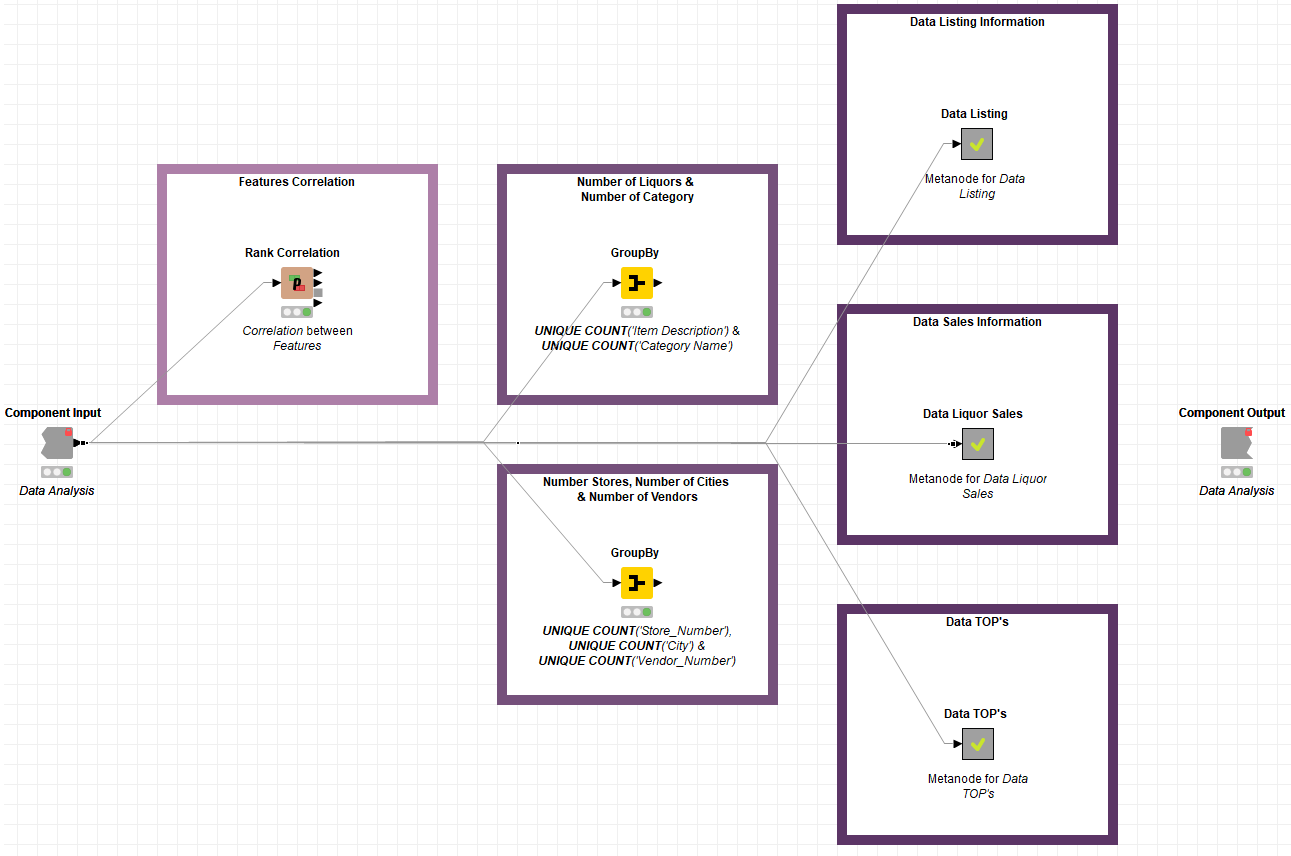 Component Input
Data Analysis
Features Correlation
Rank Correlation
Correlation between
Features
Number of Liquors &
Number of Category
GroupBy
UNIQUE COUNT('Item Description') &
UNIQUE COUNT('Category Name')
Number Stores, Number of Cities
& Number of Vendors
GroupBy
UNIQUE COUNT('Store_Number'),
UNIQUE COUNT('City') &
UNIQUE COUNT('Vendor_Number')
Data Listing Information
Data Listing
Metanode for Data
Listing
Data Sales Information
Data Liquor Sales
Metanode for Data Liquor
Sales
Data TOP's
Data TOP's
Metanode for Data
TOP's
Component Output
Data Analysis